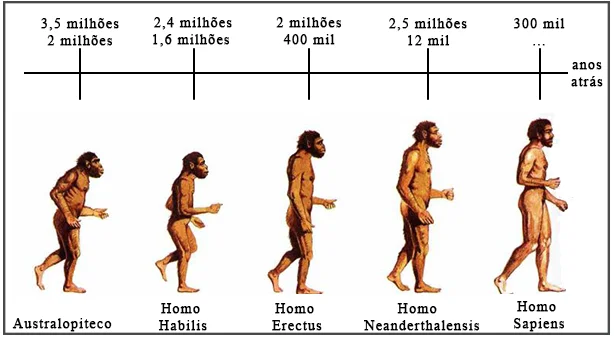 3,5 milhões
2 milhões
2,4 milhões
1,6 milhões
2 milhões
400 mil
2,5 milhões
12 mil
300 mil
...
anos
atrás
Australopiteco
Homo
Habilis
Homo
Erectus
Homo
Neanderthalensis
Homo
Sapiens